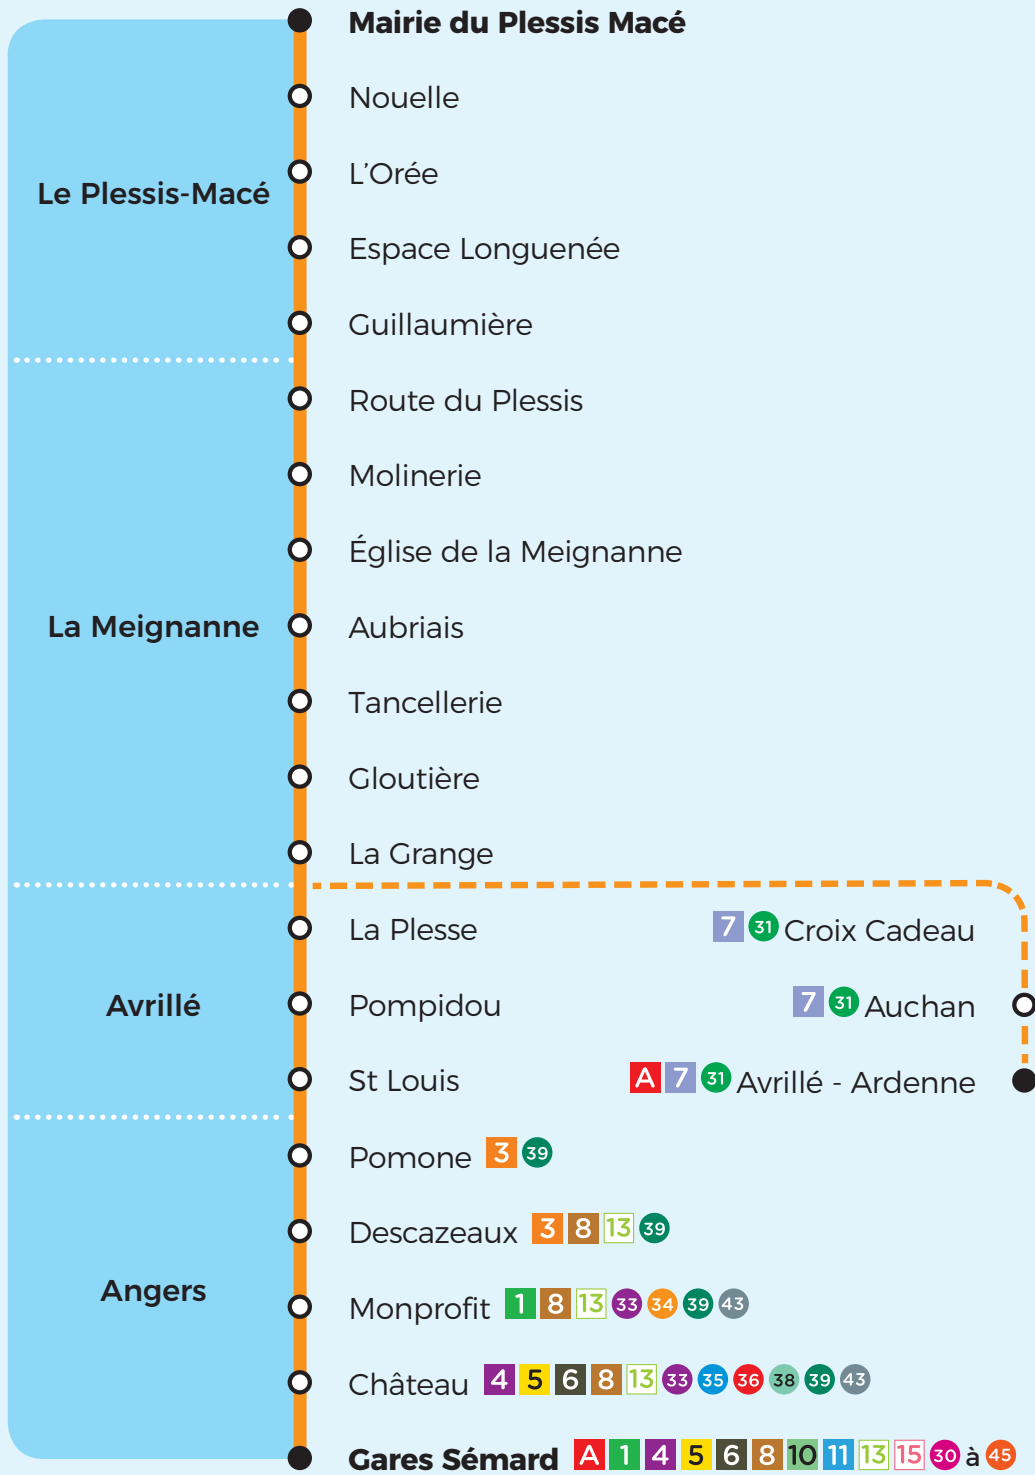 Mairie du Plessis Macé
Nouelle
L'Orée
Le Plessis-Macé
Espace Longuenée
Guillaumière
Route du Plessis
Molinerie
Église de la Meignanne
La Meignanne
Aubriais
Tancellerie
Gloutière
La Grange
La Plesse
7 31 Croix Cadeau
Avrillé
Pompidou
7 31 Auchan
St Louis
A 7 31 Avrillé - Ardenne
Pomone 3 39
Descazeaux 3 8 13 39
Angers
Monprofit 1 8 13 33 34 39 43
Château 4 5 6 8 13 33 35 36 38 39 43
Gares Sémard A 1 4 5 6 8 10 11 13 15 30 à 45